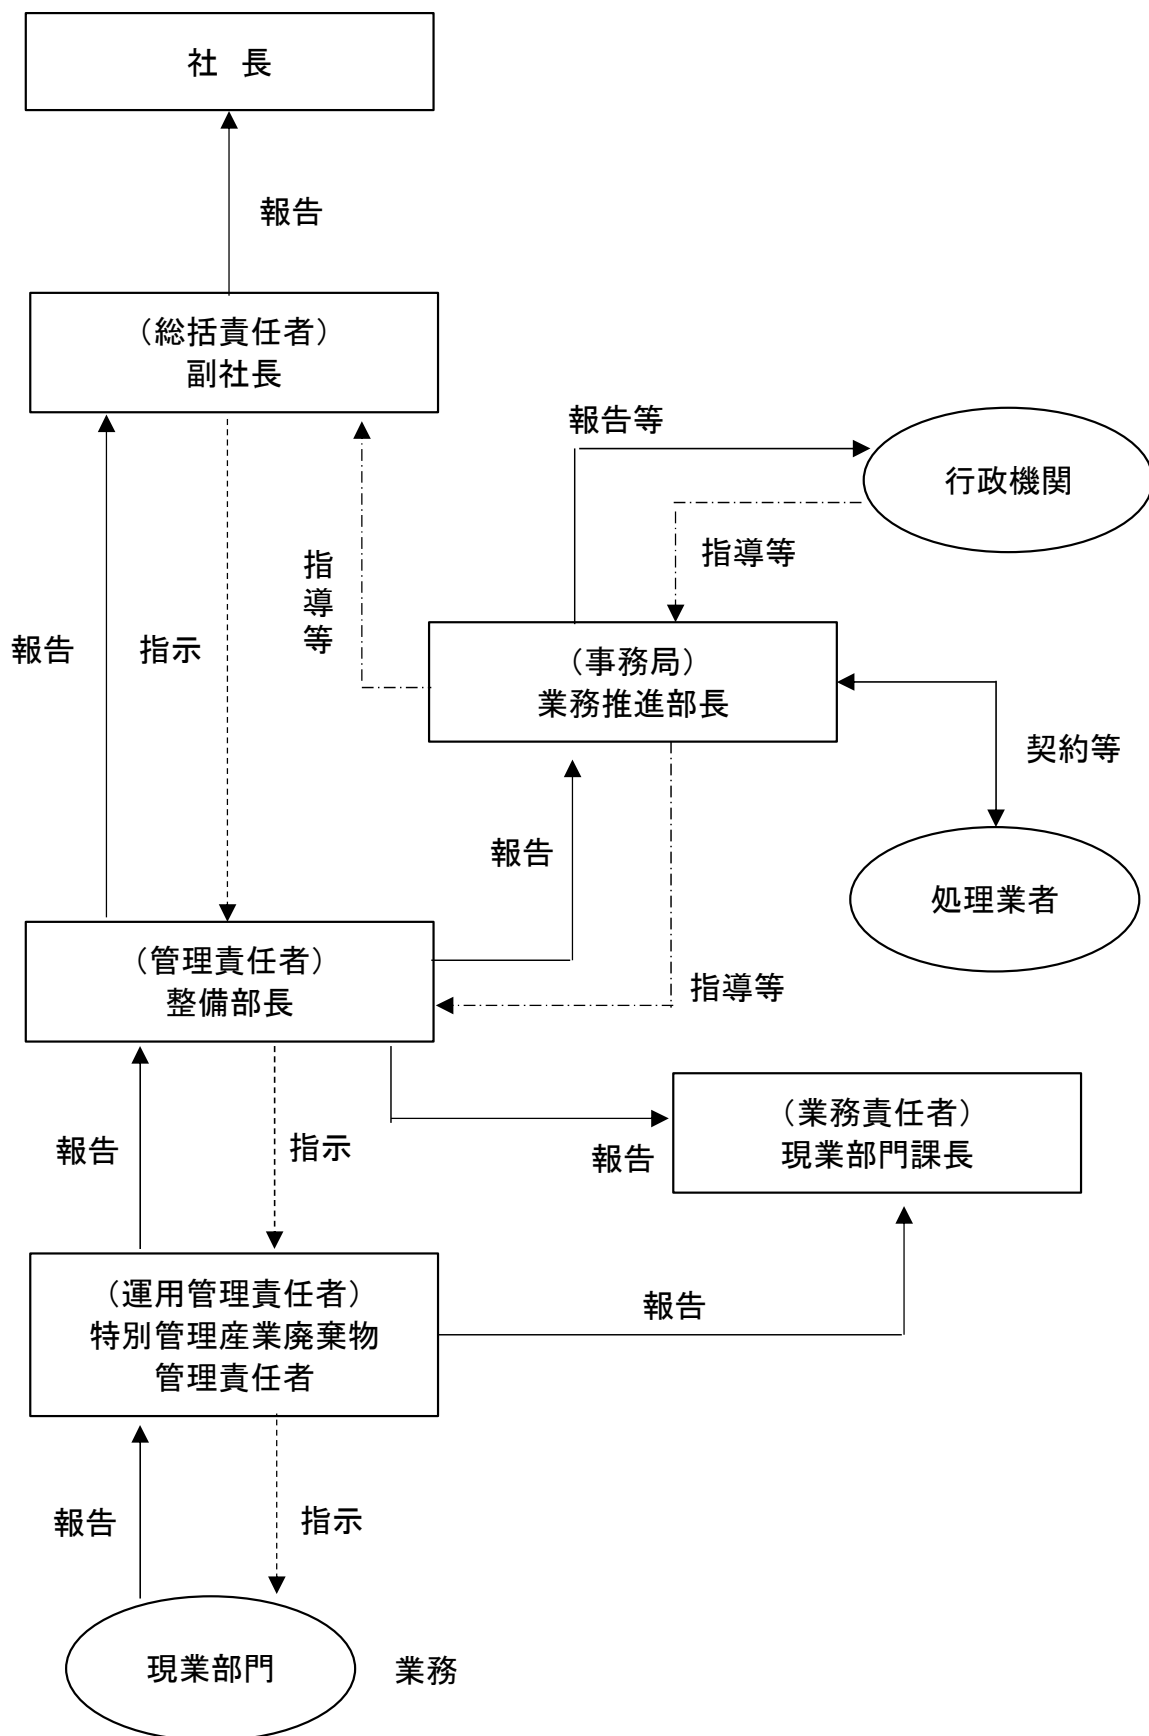 社 長
報告
（総括責任者）
副社長
報告等
行政機関
指導等
指導等
報告
指示
（事務局）
業務推進部長
契約等
報告
処理業者
（管理責任者）
整備部長
指導等
（業務責任者）
現業部門課長
報告
指示
報告
（運用管理責任者）
特別管理産業廃棄物
管理責任者
報告
報告
指示
現業部門
業務